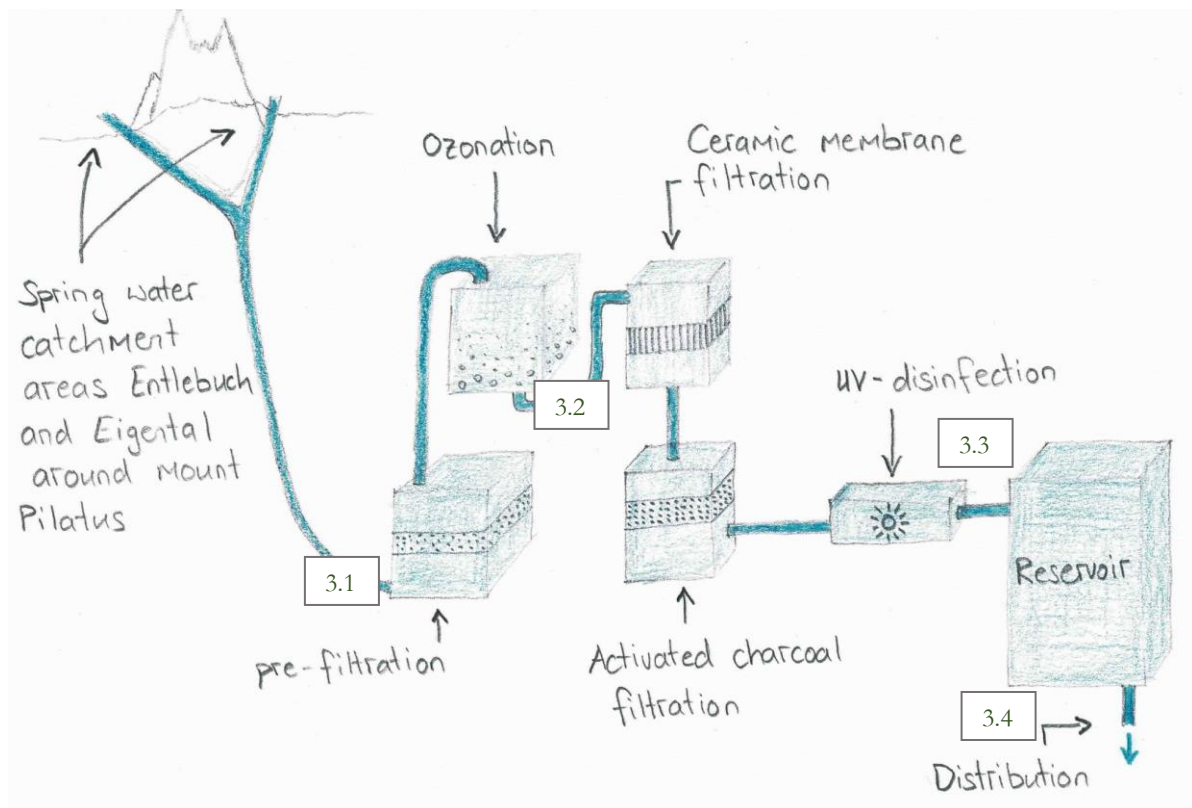 Ozonation
Ceramic membrane
filtration
Spring water
catchment
areas Entlebuch
and Eigental
around mount
Pilatus
3.2
uv-disinfection
3.3
3.1
Reservoir
pre-filtration
Activated charcoal
filtration
3.4
Distribution